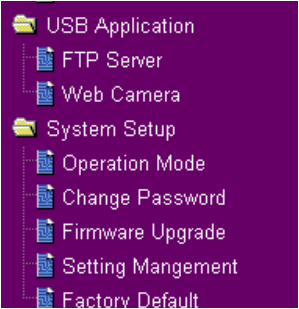 USB Application
FTP Server
Web Camera
System Setup
Operation Mode
Change Password
Firmware Upgrade
Setting Mangement
Factory Default